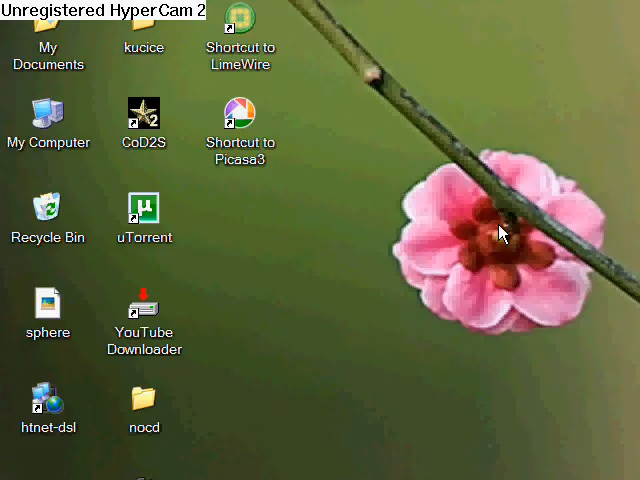 Unregistered HyperCam 2
My
Documents
kucice
Shortcut to
LimeWire
My Computer
CoD2S
Shortcut to
Picasa3
Recycle Bin
uTorrent
sphere
YouTube
Downloader
htnet-dsl
nocd